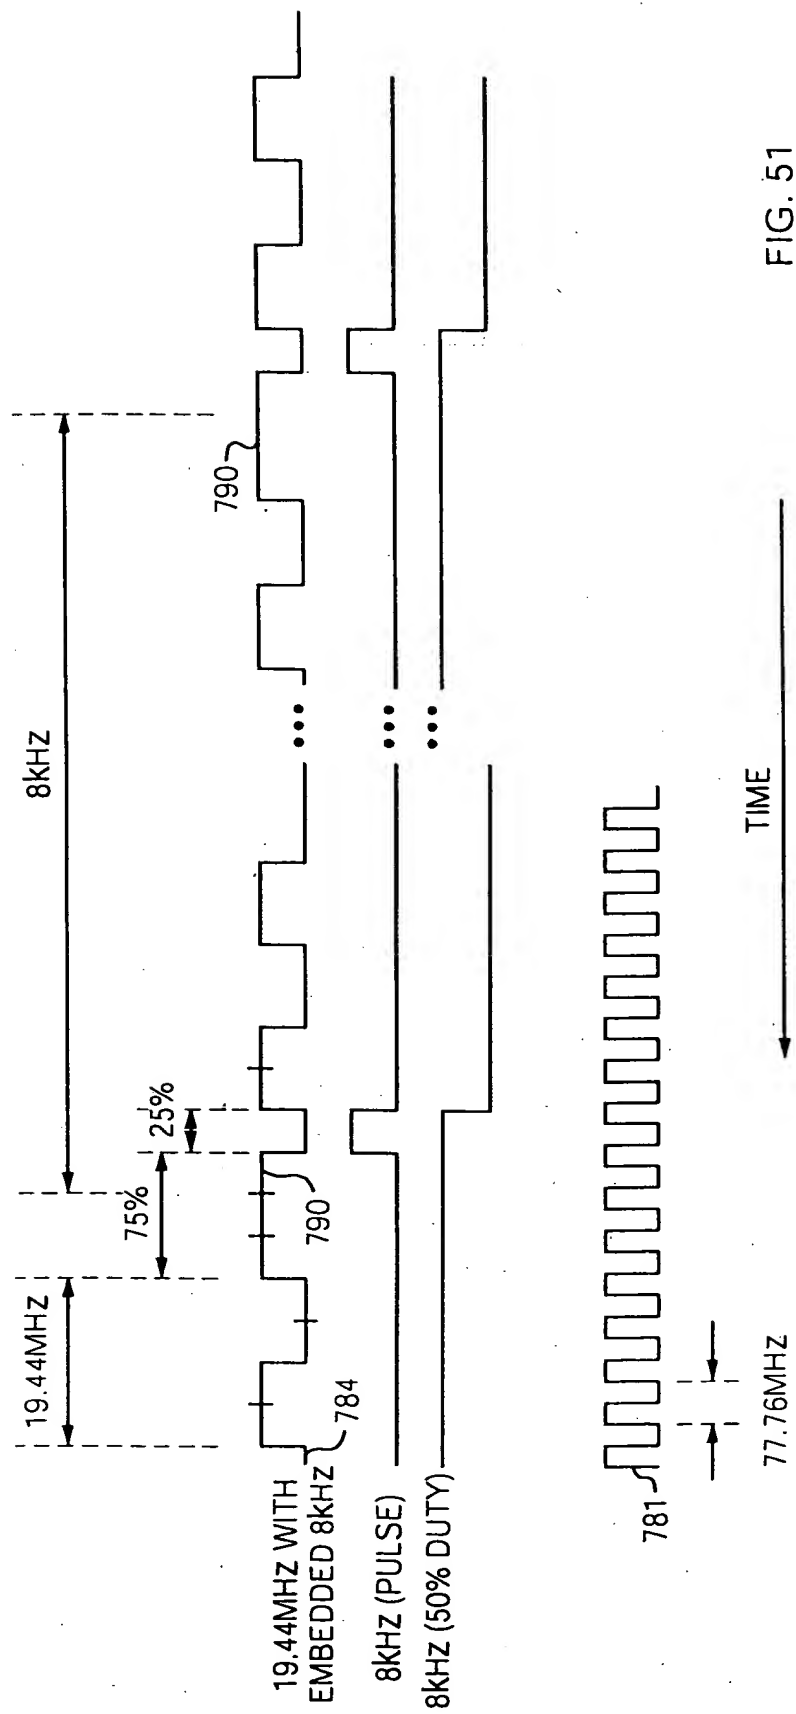 8KHZ
19.44MHZ
75%
25%
790
790
19.44MHZ WITH
EMBEDDED 8KHZ
784
8KHZ (PULSE)
8KHZ (50% DUTY)
781
77.76MHZ
TIME
FIG. 51